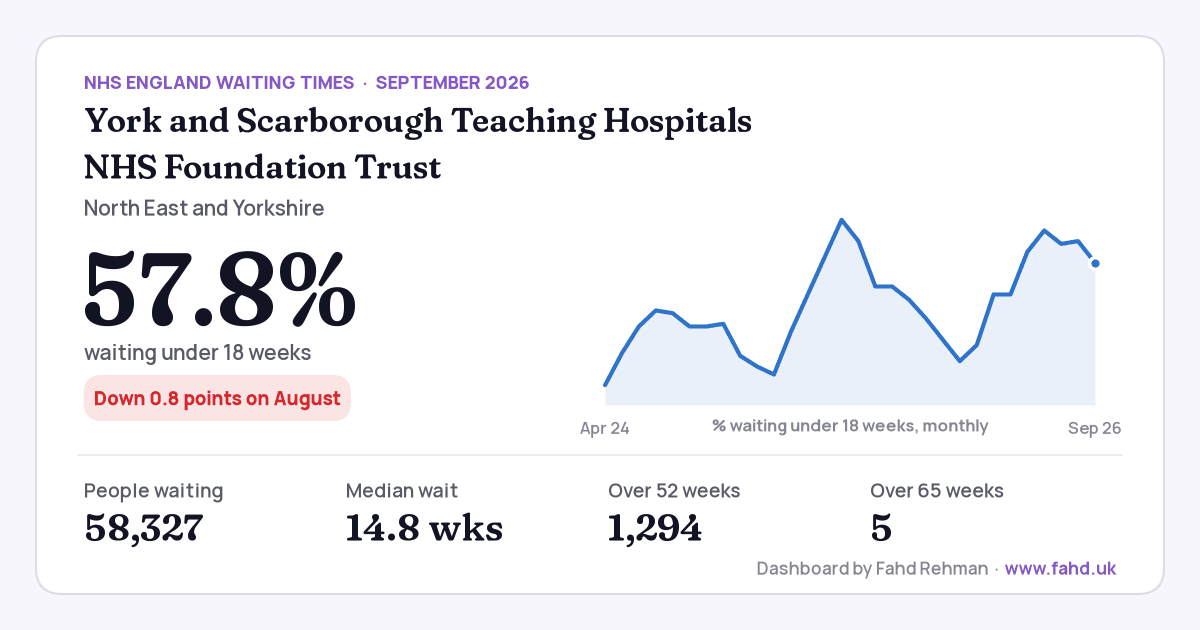 NHS ENGLAND WAITING TIMES · SEPTEMBER 2026
York and Scarborough Teaching Hospitals
NHS Foundation Trust
North East and Yorkshire
57.8%
waiting under 18 weeks
Down 0.8 points on August
Apr 24
% waiting under 18 weeks, monthly
Sep 26
People waiting
58,327
Median wait
14.8 wks
Over 52 weeks
1,294
Over 65 weeks
5
Dashboard by Fahd Rehman · www.fahd.uk